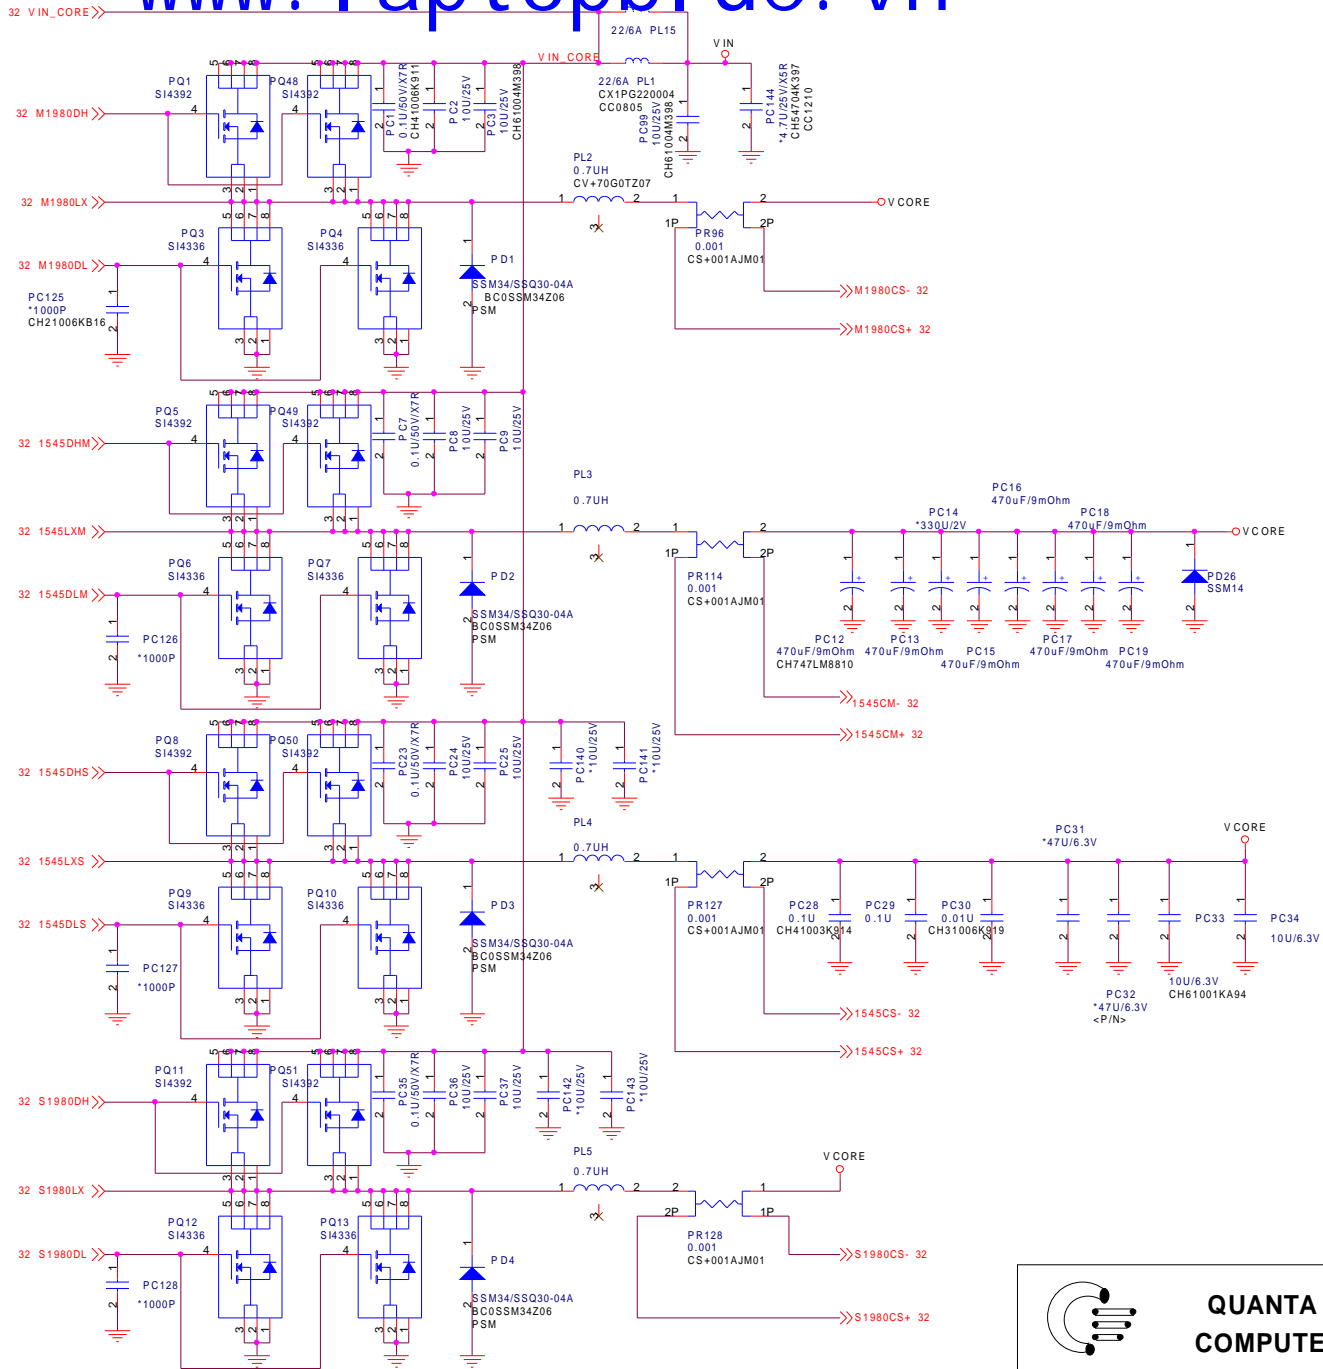 32 VIN_CORE
22/6A PL15
VIN
VIN_CORE
22/6A PL1
CX1PG220004
CC0805
PQ1
SI4392
PQ48
SI4392
32 M1980DH
PC1
0.1U/50V/X7R
CH41006K911
PC2
10U/25V
PC3
10U/25V
CH61004M398
PC99
10U/25V
CH61004M398
PC144
*4.7U/25V/X5R
CH54704K397
CC1210
PL2
0.7UH
CV+70G0TZ07
32 M1980LX
VCORE
PR96
0.001
CS+001AJM01
PQ3
SI4336
PQ4
SI4336
32 M1980DL
PC125
*1000P
CH21006KB16
PD1
SSM34/SSQ30-04A
BC0SSM34Z06
PSM
M1980CS- 32
M1980CS+ 32
PQ5
SI4392
PQ49
SI4392
32 1545DHM
PC7
0.1U/50V/X7R
PC8
10U/25V
PC9
10U/25V
PL3
0.7UH
32 1545LXM
PR114
0.001
CS+001AJM01
PC16
470uF/9mOhm
PC14
*330U/2V
PC18
470uF/9mOhm
VCORE
PQ6
SI4336
PQ7
SI4336
32 1545DLM
PC126
*1000P
PD2
SSM34/SSQ30-04A
BC0SSM34Z06
PSM
PD26
SSM14
PC12
470uF/9mOhm
CH747LM8810
PC13
470uF/9mOhm
PC15
470uF/9mOhm
PC17
470uF/9mOhm
PC19
470uF/9mOhm
1545CM- 32
1545CM+ 32
PQ8
SI4392
PQ50
SI4392
32 1545DHS
PC23
0.1U/50V/X7R
PC24
10U/25V
PC25
10U/25V
PC140
*10U/25V
PC141
*10U/25V
PL4
0.7UH
32 1545LXS
PR127
0.001
CS+001AJM01
PC31
*47U/6.3V
VCORE
PQ9
SI4336
PQ10
SI4336
32 1545DLS
PC127
*1000P
PD3
SSM34/SSQ30-04A
BC0SSM34Z06
PSM
PC28
0.1U
CH41003K914
PC29
0.1U
PC30
0.01U
CH31006K919
PC32
*47U/6.3V
<P/N>
PC33
10U/6.3V
CH61001KA94
PC34
10U/6.3V
1545CS- 32
1545CS+ 32
PQ11
SI4392
PQ51
SI4392
32 S1980DH
PC35
0.1U/50V/X7R
PC36
10U/25V
PC37
10U/25V
PC142
*10U/25V
PC143
*10U/25V
PL5
0.7UH
VCORE
32 S1980LX
PR128
0.001
CS+001AJM01
PQ12
SI4336
PQ13
SI4336
32 S1980DL
PC128
*1000P
PD4
SSM34/SSQ30-04A
BC0SSM34Z06
PSM
S1980CS- 32
S1980CS+ 32
QUANTA
COMPUTE